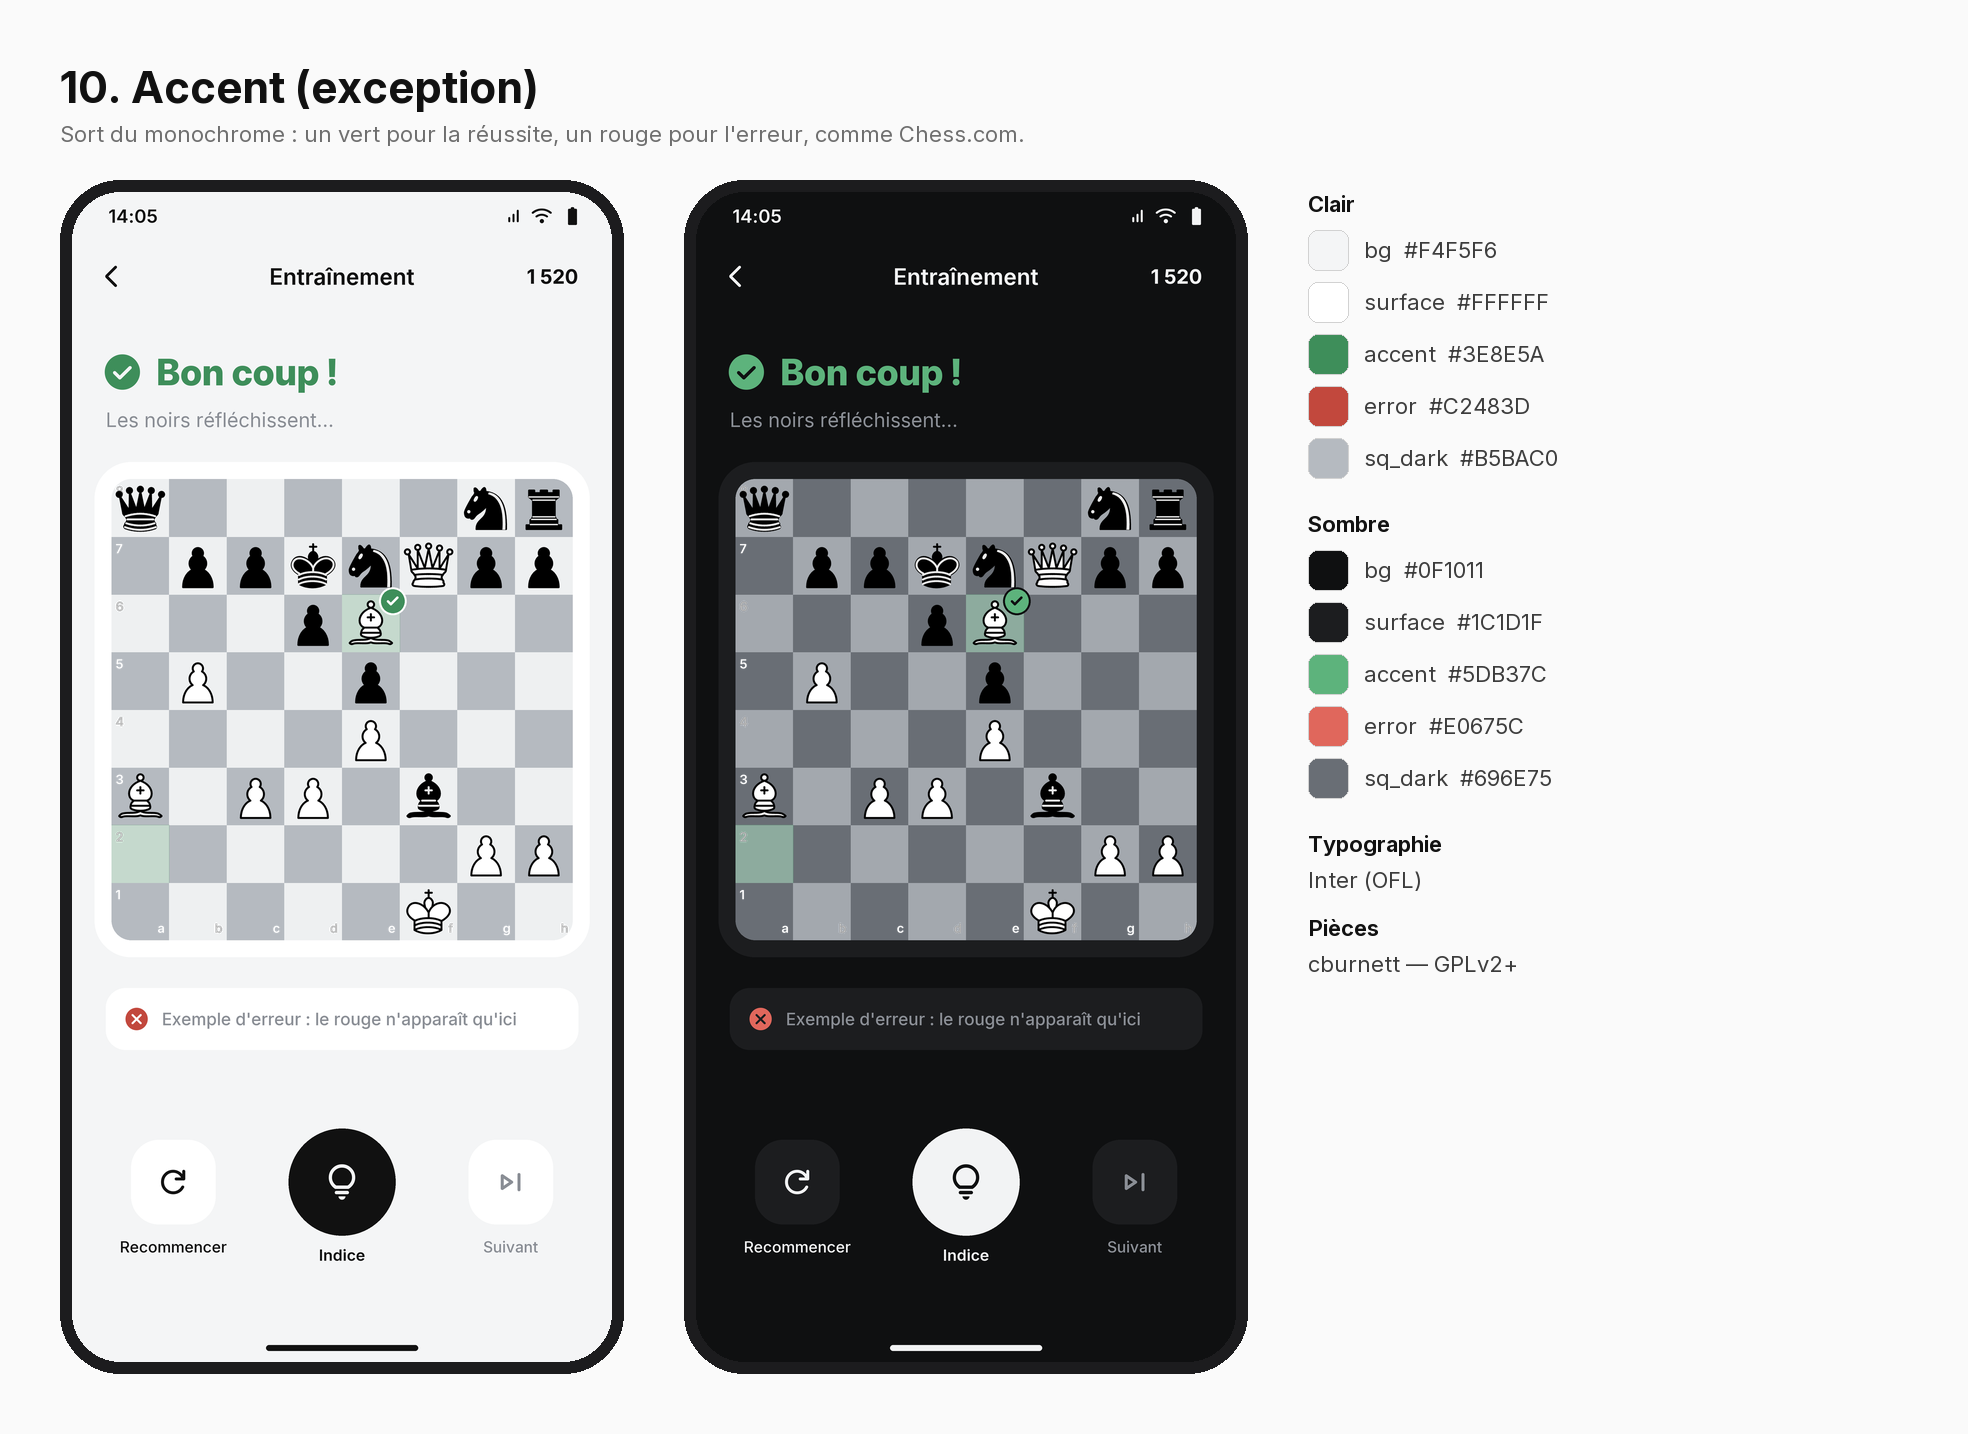 10. Accent (exception)
Sort du monochrome : un vert pour la réussite, un rouge pour l'erreur, comme Chess.com.
14:05
Entraînement
1 520
Bon coup !
Les noirs réfléchissent...
7
6
5
4
3
2
1
a
b
c
d
e
f
g
h
Exemple d'erreur : le rouge n'apparaît qu'ici
Recommencer
Indice
Suivant
14:05
Entraînement
1 520
Bon coup !
Les noirs réfléchissent...
7
5
3
2
1
a
c
e
g
Exemple d'erreur : le rouge n'apparaît qu'ici
Recommencer
Indice
Suivant
Clair
bg #F4F5F6
surface #FFFFFF
accent #3E8E5A
error #C2483D
sq_dark #B5BAC0
Sombre
bg #0F1011
surface #1C1D1F
accent #5DB37C
error #E0675C
sq_dark #696E75
Typographie
Inter (OFL)
Pièces
cburnett — GPLv2+